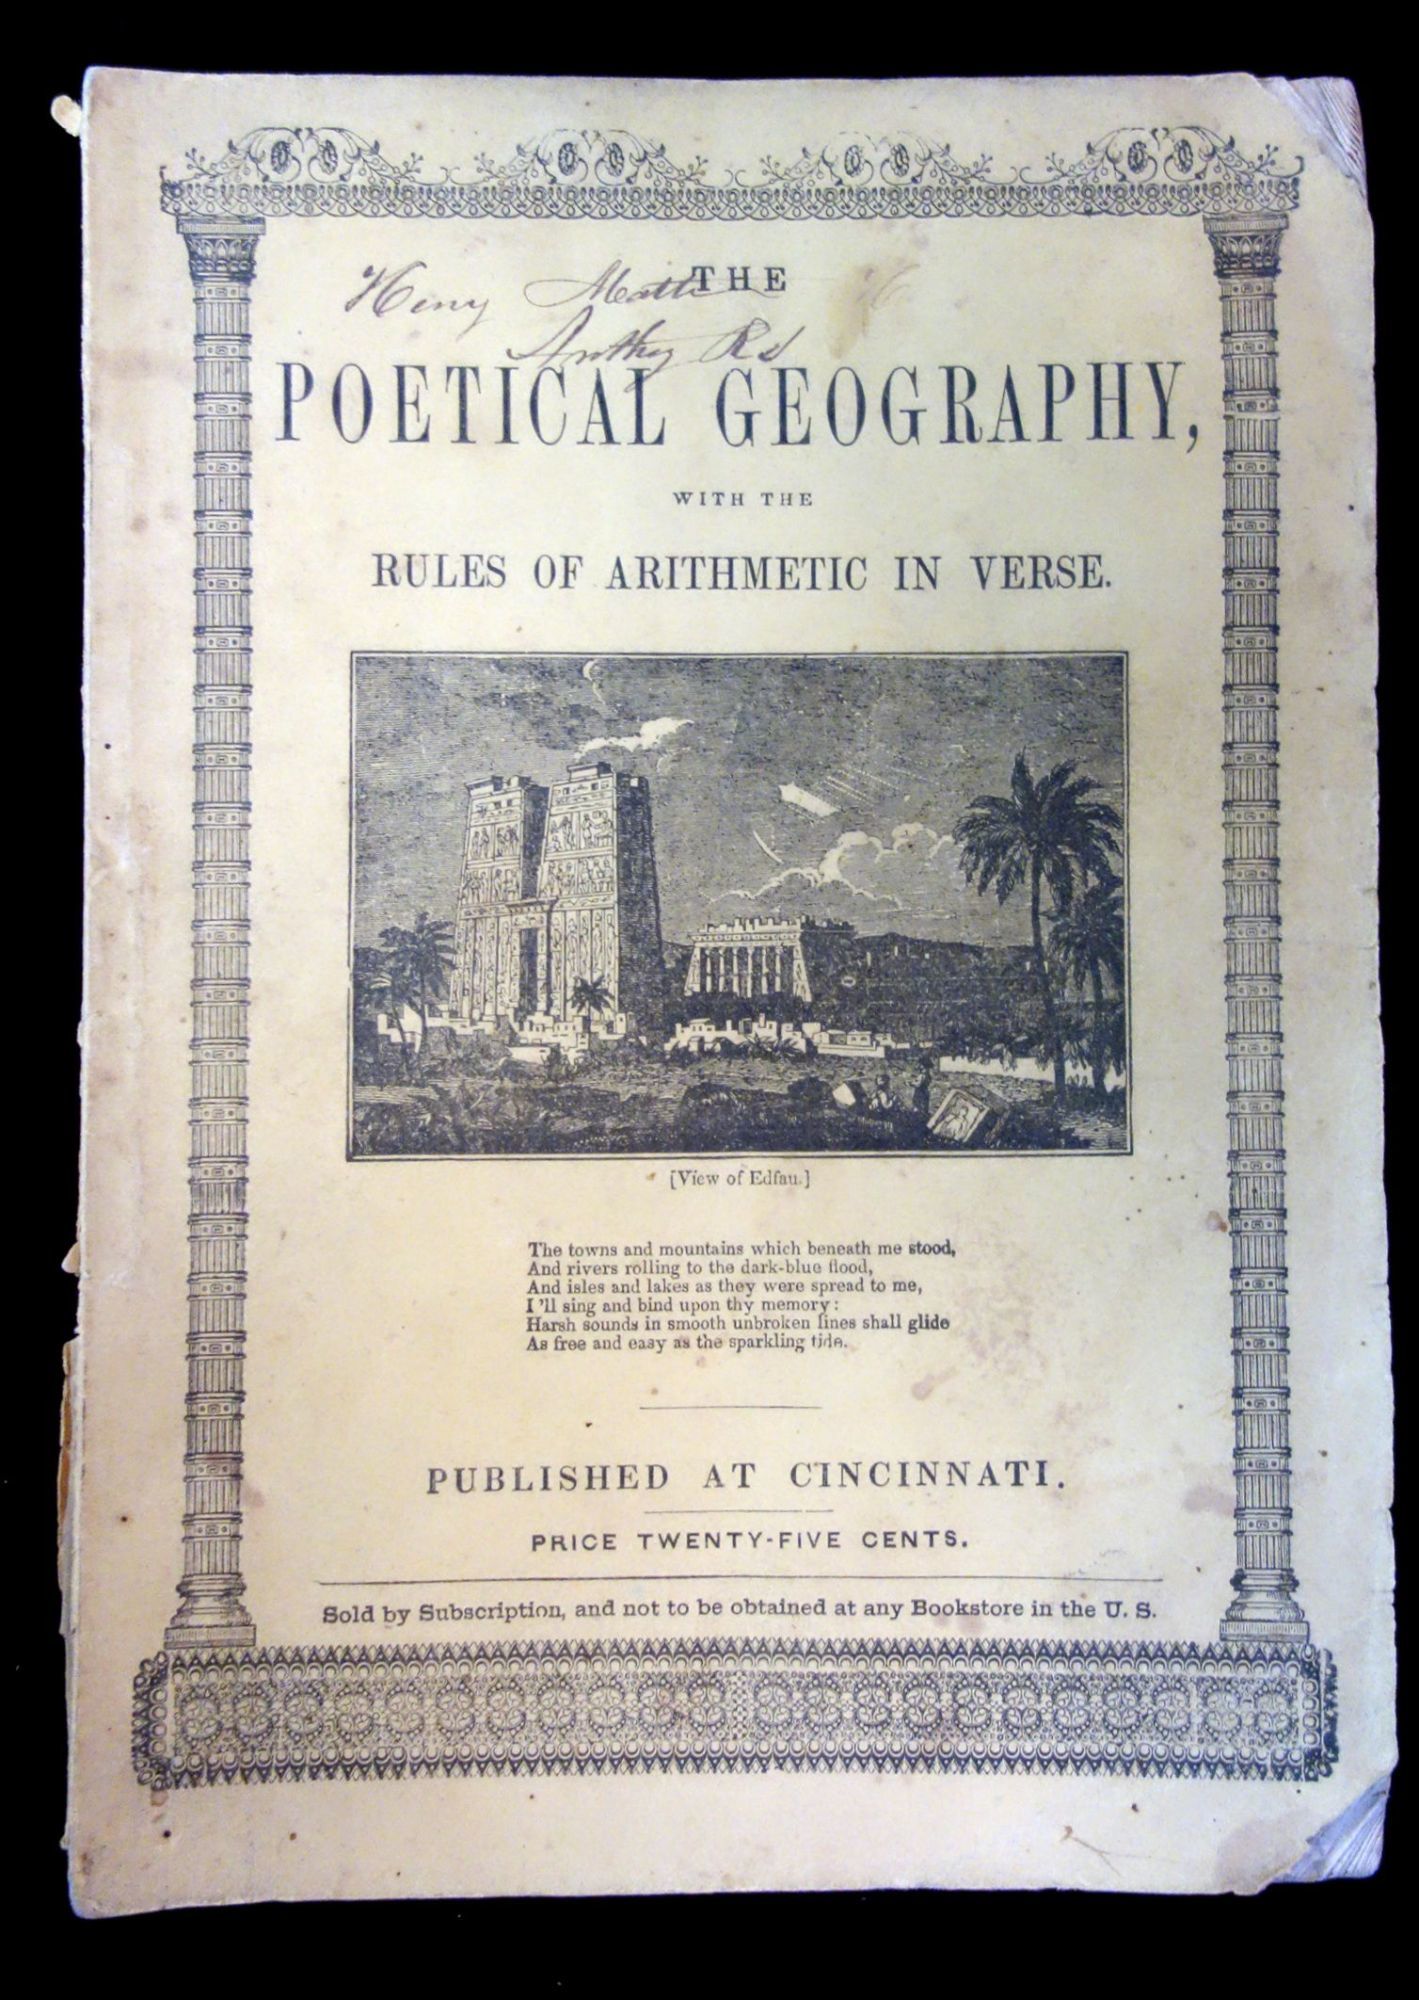 THE
POETICAL GEOGRAPHY,
WITH THE
RULES OF ARITHMETIC IN VERSE.
[View of Edfau.]
The towns and mountains which beneath me stood,
And rivers rolling to the dark-blue flood,
And isles and lakes as they were spread to me,
I'll sing and bind upon thy memory:
Harsh sounds in smooth unbroken lines shall glide
As free and easy as the sparkling tide.
PUBLISHED AT CINCINNATI.
PRICE TWENTY-FIVE CENTS.
Sold by Subscription, and not to be obtained at any Bookstore in the U. S.